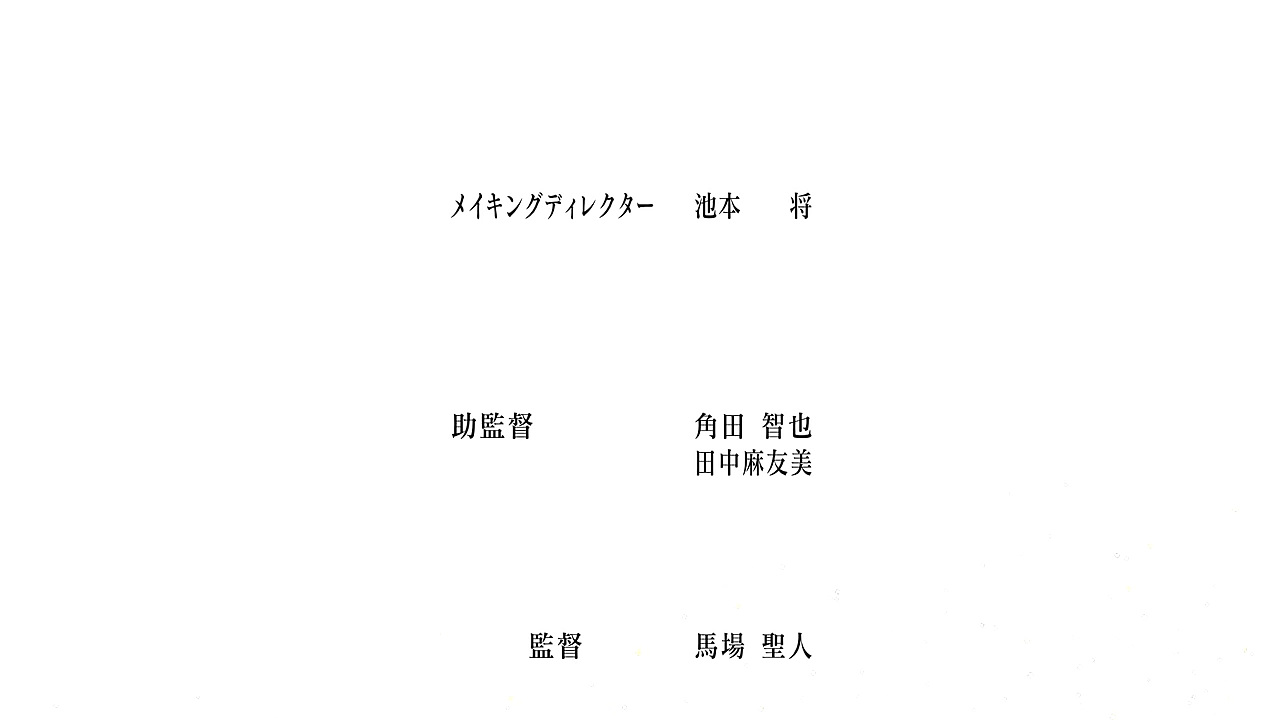 メイキングディレクター 池本 将
助監督 角田 智也
田中麻友美
監督 馬場 聖人